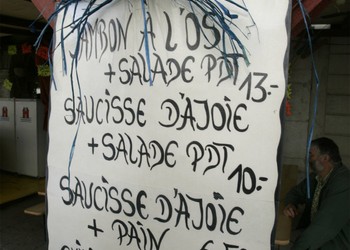 JAMBON À L'OS
+ SALADE PDT 13.-
SAUCISSE D'AJOIE
+ SALADE PDT 10.-
SAUCISSE D'AJOIE
+ PAIN